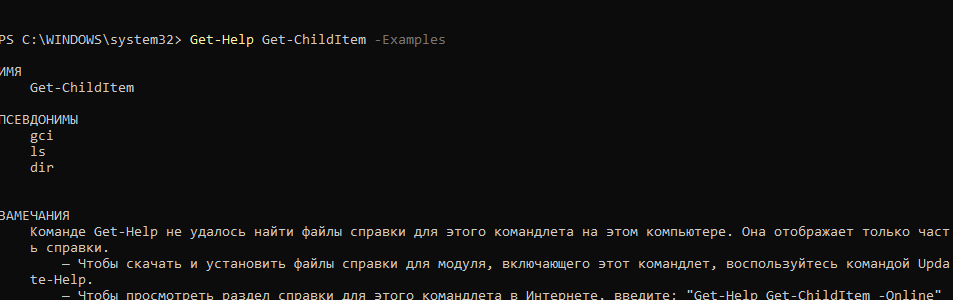 PS C:\WINDOWS\system32> Get-Help Get-ChildItem -Examples
ИМЯ
Get-ChildItem
ПСЕВДОНИМЫ
gci
ls
dir
ЗАМЕЧАНИЯ
Команде Get-Help не удалось найти файлы справки для этого командлета на этом компьютере. Она отображает только част
ь справки.
— Чтобы скачать и установить файлы справки для модуля, включающего этот командлет, воспользуйтесь командой Upda
te-Help.
— Чтобы просмотреть раздел справки для этого командлета в Интернете, введите: "Get-Help Get-ChildItem -Online"